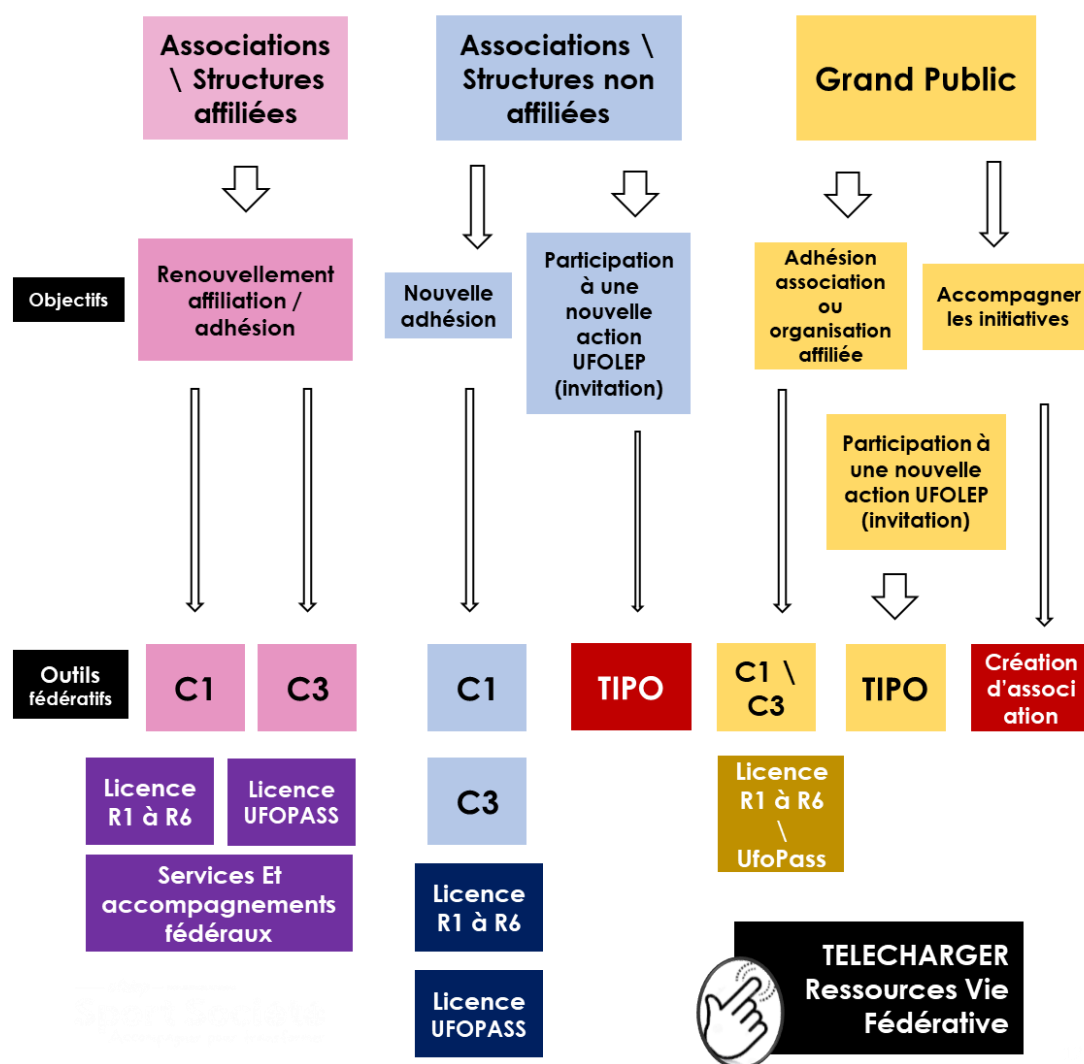 Associations
\ Structures
affiliées
Associations \
Structures non
affiliées
Grand Public
Objectifs
Renouvellement
affiliation /
adhésion
Nouvelle
adhésion
Participation
à une
nouvelle
action
UFOLEP
(invitation)
Adhésion
association
ou
organisation
affiliée
Accompagner
les initiatives
Participation à
une nouvelle
action UFOLEP
(invitation)
Outils
fédératifs
C1
C3
C1
TIPO
C1 \
C3
TIPO
Création
d'associ
ation
Licence
R1 à R6
Licence
UFOPASS
C3
Licence
R1 à R6
\
UfoPass
Services Et
accompagnements
fédéraux
Licence
R1 à R6
Licence
UFOPASS
TELECHARGER
Ressources Vie
Fédérative